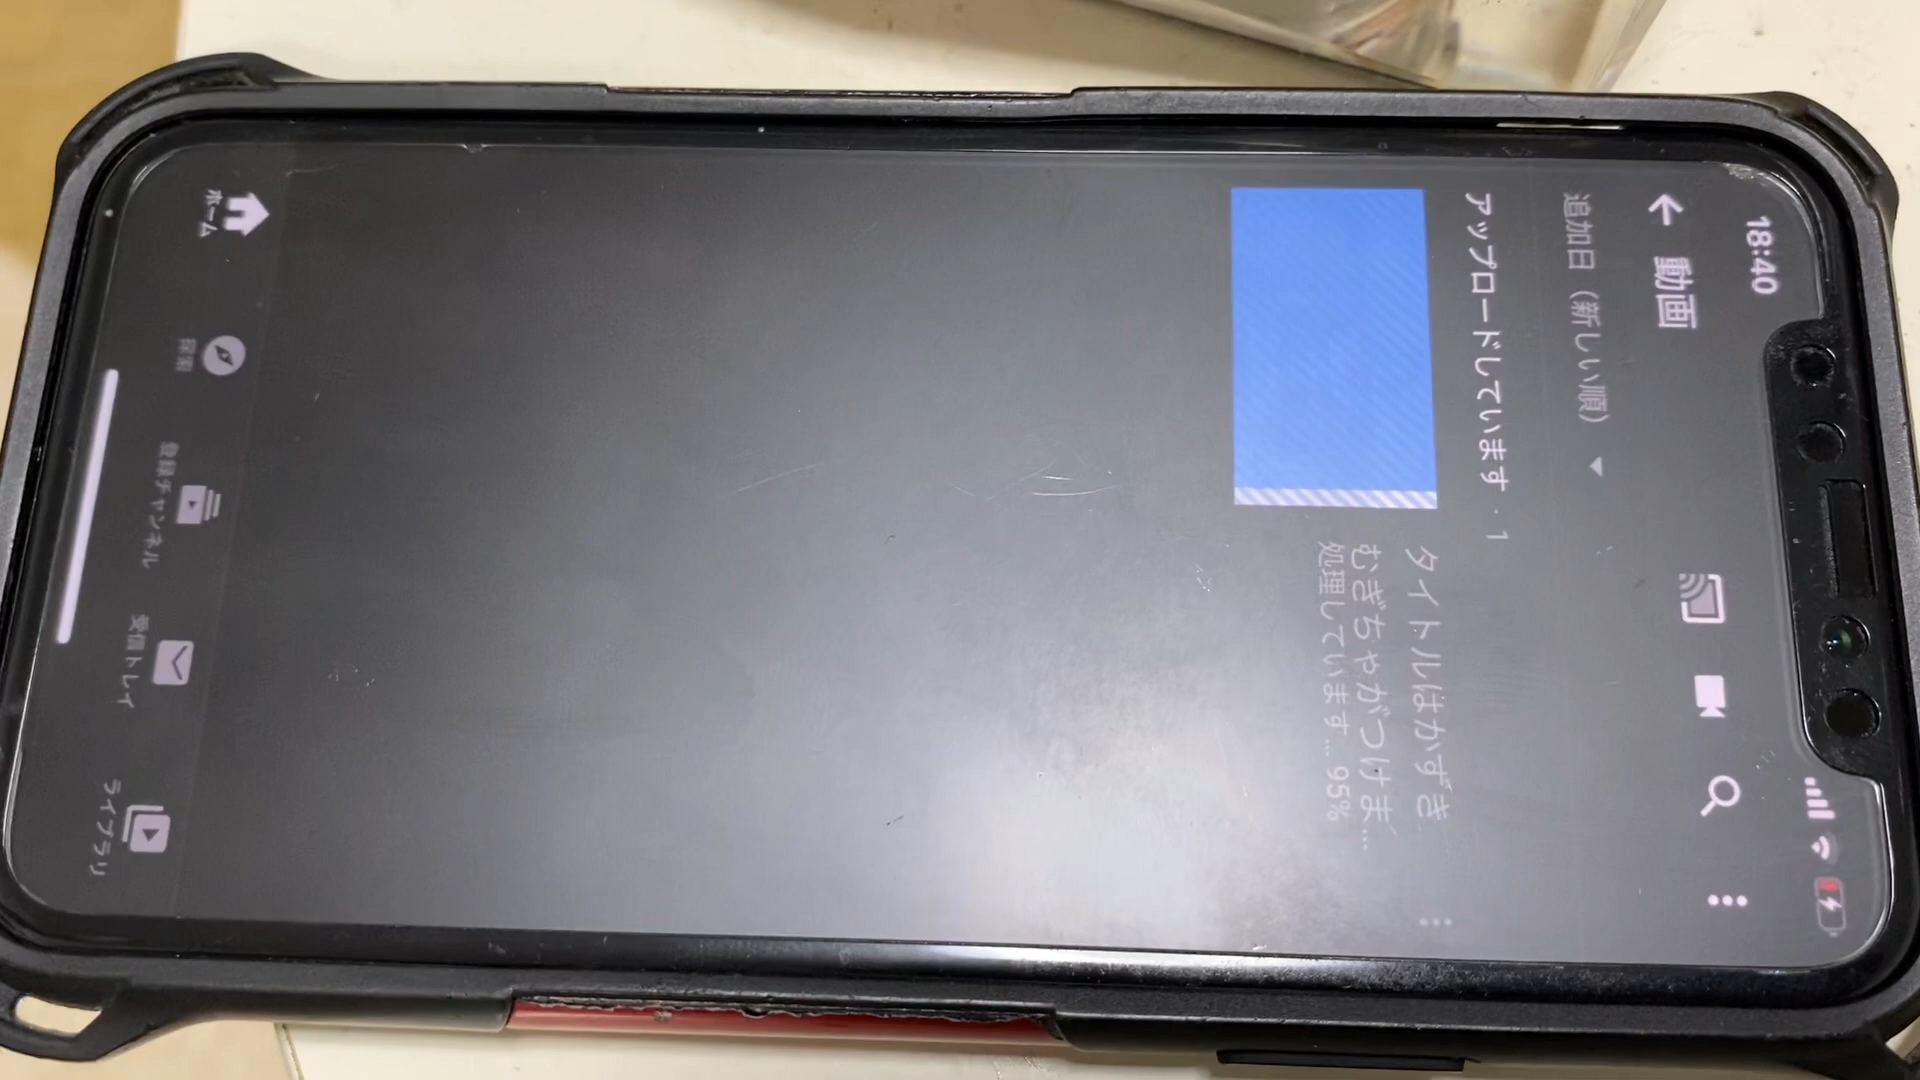 18:40
動画
追加日（新しい順）
アップロードしています · 1
タイトルはかずき
むぎちゃがつけま…
処理しています... 95%
ホーム
探索
登録チャンネル
受信トレイ
ライブラリ